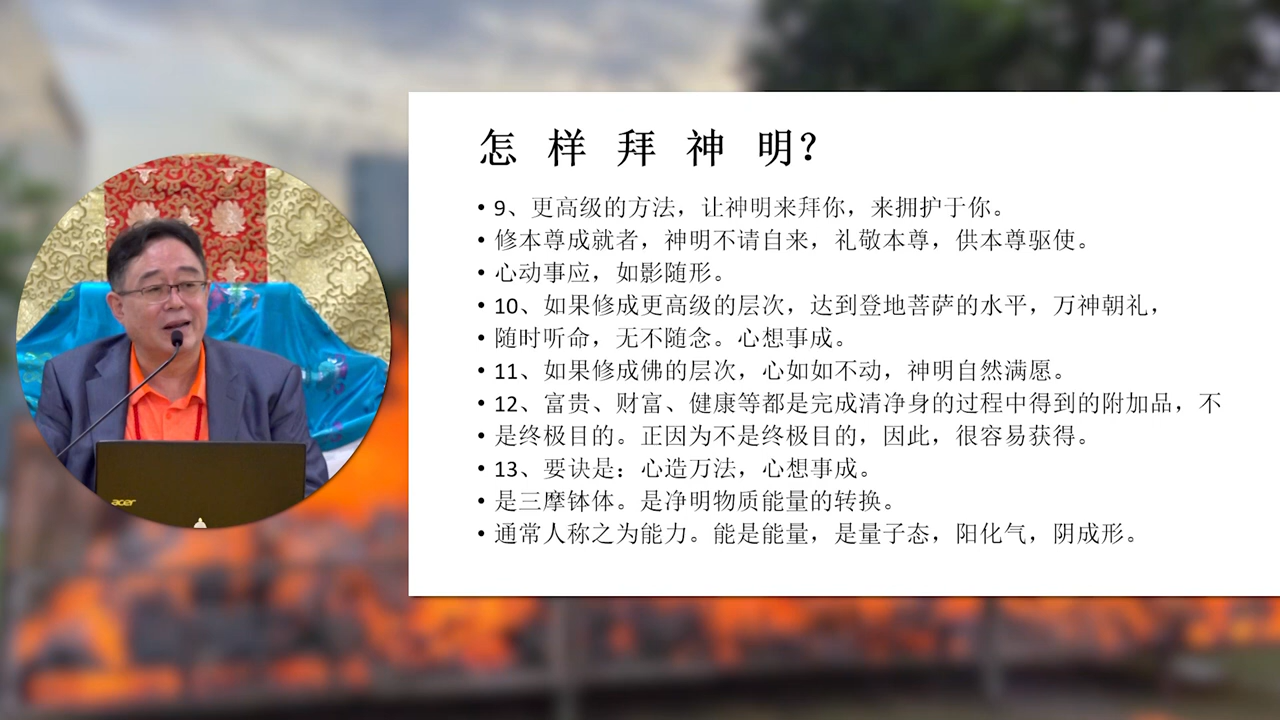 怎样拜神明?
• 9、更高级的方法，让神明来拜你，来拥护于你。
• 修本尊成就者，神明不请自来，礼敬本尊，供本尊驱使。
• 心动事应，如影随形。
• 10、如果修成更高级的层次，达到登地菩萨的水平，万神朝礼，
• 随时听命，无不随念。心想事成。
• 11、如果修成佛的层次，心如如不动，神明自然满愿。
• 12、富贵、财富、健康等都是完成清净身的过程中得到的附加品，不
• 是终极目的。正因为不是终极目的，因此，很容易获得。
• 13、要诀是：心造万法，心想事成。
• 是三摩钵体。是净明物质能量的转换。
• 通常人称之为能力。能是能量，是量子态，阳化气，阴成形。
acer